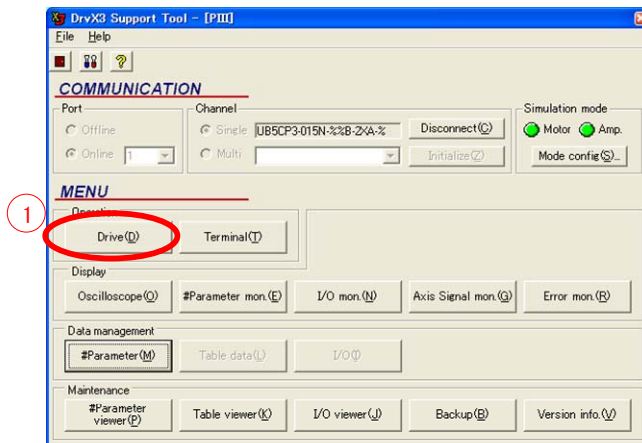 DrvX3 Support Tool - [PIII]
File Help
COMMUNICATION
Port
Offline
Online 1
Channel
Single UB5CP3-015N-%%B-2XA-%
Multi
Disconnect(C)
Initialize(Z)
Simulation mode
Motor Amp.
Mode config(S)...
MENU
1
Operation
Drive(D) Terminal(T)
Display
Oscilloscope(O) #Parameter mon.(E) I/O mon.(N) Axis Signal mon.(G) Error mon.(R)
Data management
#Parameter(M) Table data(L) I/O(I)
Maintenance
#Parameter
viewer(P) Table viewer(K) I/O viewer(J) Backup(B) Version info.(V)